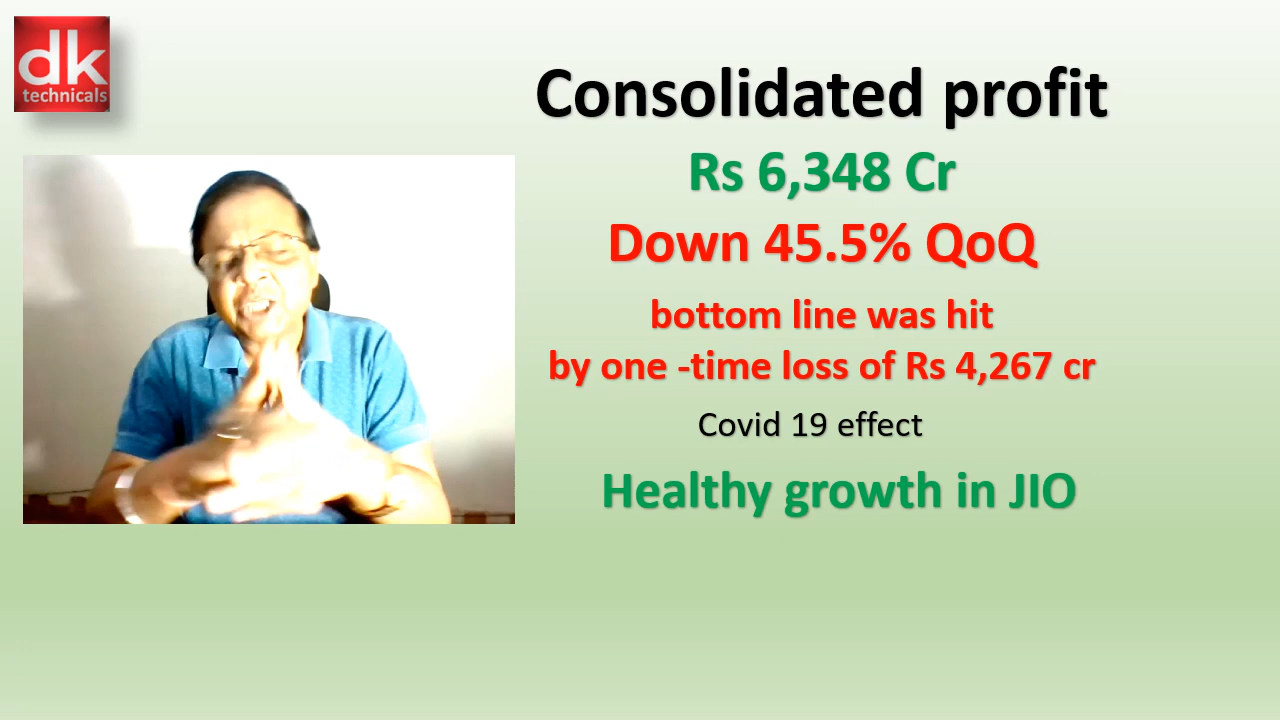 dk
technicals
Consolidated profit
Rs 6,348 Cr
Down 45.5% QoQ
bottom line was hit
by one -time loss of Rs 4,267 cr
Covid 19 effect
Healthy growth in JIO